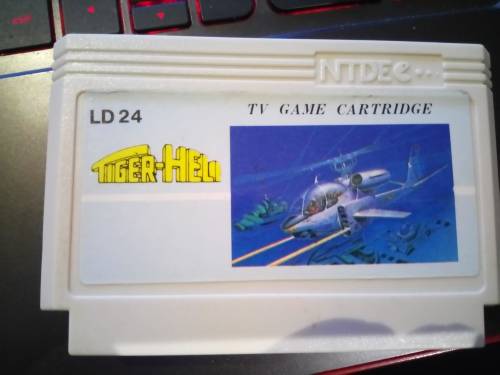 NTDEC
LD 24
TV GAME CARTRIDGE
TIGER-HELI